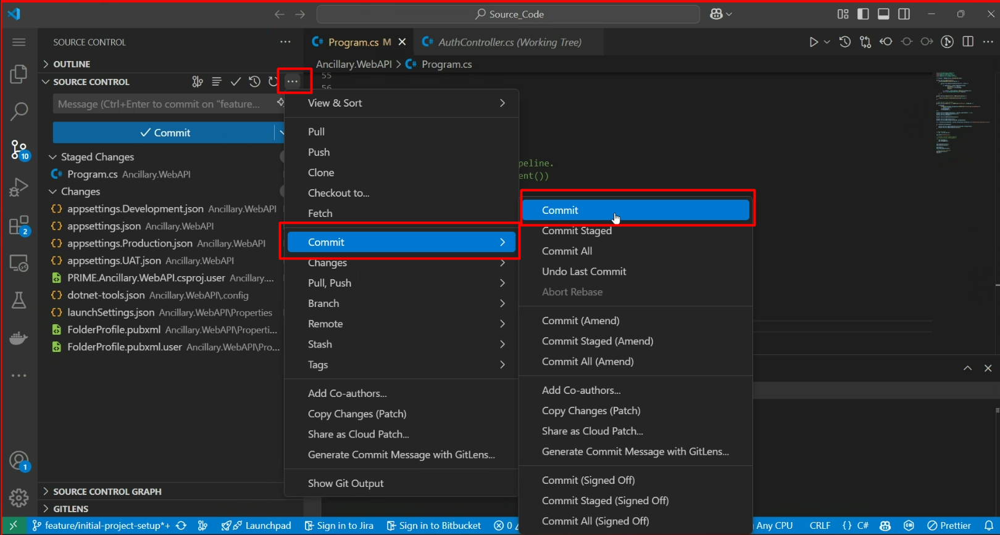 Source_Code
SOURCE CONTROL
Program.cs M
AuthController.cs (Working Tree)
OUTLINE
Ancillary.WebAPI > Program.cs
SOURCE CONTROL
55
56
Message (Ctrl+Enter to commit on "feature...
Commit
Staged Changes
Program.cs Ancillary.WebAPI
Changes
appsettings.Development.json Ancillary.WebAPI
appsettings.json Ancillary.WebAPI
appsettings.Production.json Ancillary.WebAPI
appsettings.UAT.json Ancillary.WebAPI
PRIME.Ancillary.WebAPI.csproj.user Ancillary....
dotnet-tools.json Ancillary.WebAPI\.config
launchSettings.json Ancillary.WebAPI\Properties
FolderProfile.pubxml Ancillary.WebAPI\Properti...
FolderProfile.pubxml.user Ancillary.WebAPI\Pro...
10
2
1
SOURCE CONTROL GRAPH
GITLENS
View & Sort
Pull
Push
Clone
Checkout to...
Fetch
Commit
Changes
Pull, Push
Branch
Remote
Stash
Tags
Add Co-authors...
Copy Changes (Patch)
Share as Cloud Patch...
Generate Commit Message with GitLens...
Show Git Output
peline.
ent())
Commit
Commit Staged
Commit All
Undo Last Commit
Abort Rebase
Commit (Amend)
Commit Staged (Amend)
Commit All (Amend)
Add Co-authors...
Copy Changes (Patch)
Share as Cloud Patch...
Generate Commit Message with GitLens...
Commit (Signed Off)
Commit Staged (Signed Off)
Commit All (Signed Off)
feature/initial-project-setup*+ Launchpad Sign in to Jira Sign in to Bitbucket 0 Any CPU CRLF {} C# Prettier